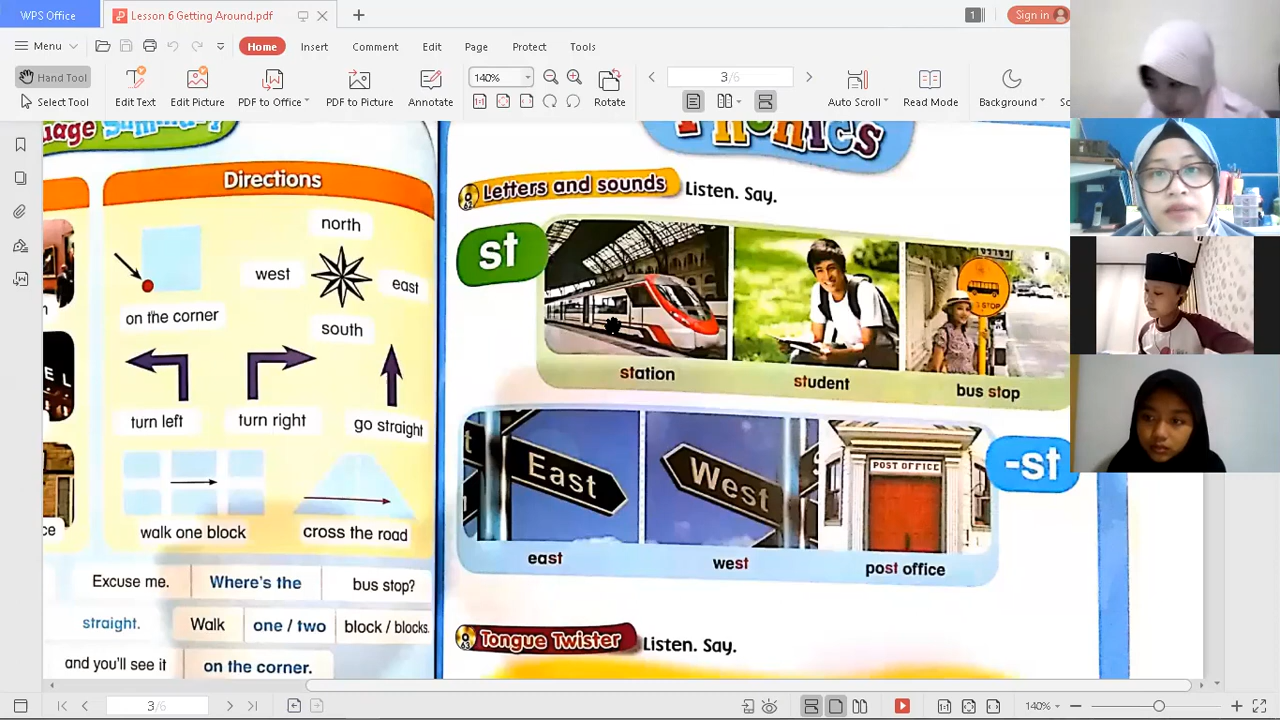 WPS Office
Lesson 6 Getting Around.pdf
1
Sign in
Menu
Home
Insert
Comment
Edit
Page
Protect
Tools
Hand Tool
Select Tool
Edit Text
Edit Picture
PDF to Office
PDF to Picture
Annotate
140%
Rotate
3/6
Auto Scroll
Read Mode
Background
Summary
Directions
north
west
east
south
on the corner
turn left
turn right
go straight
walk one block
cross the road
Excuse me.
Where's the
bus stop?
straight.
Walk
one / two
block / blocks.
and you'll see it
on the corner.
Phonics
Letters and sounds
Listen. Say.
st
station
student
STOP
bus stop
East
West
POST OFFICE
-st
east
west
post office
Tongue Twister
Listen. Say.
3/6
140%